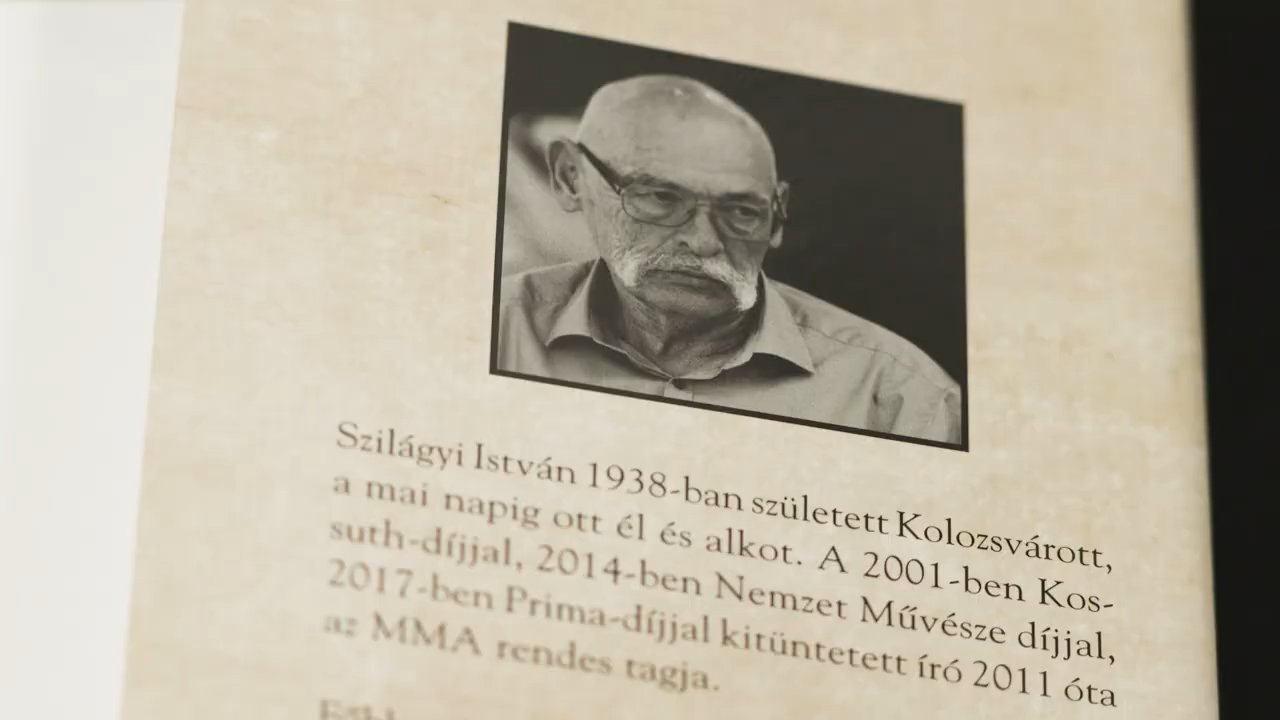 Szilágyi István 1938-ban született Kolozsvárott,
a mai napig ott él és alkot. A 2001-ben Kos-
suth-díjjal, 2014-ben Nemzet Művésze díjjal,
2017-ben Prima-díjjal kitüntetett író 2011 óta
az MMA rendes tagja.